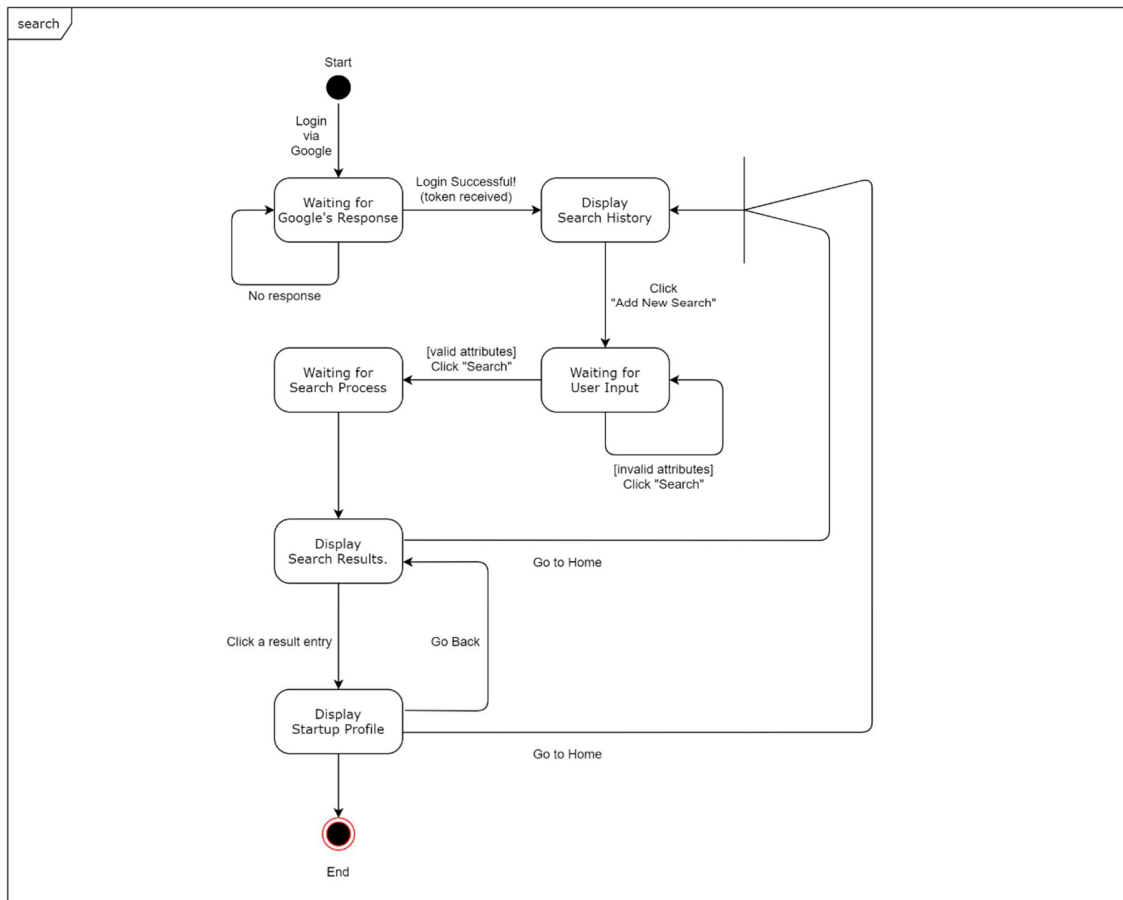 search
Start
Login
via
Google
Waiting for
Google's Response
Login Successful!
(token received)
Display
Search History
No response
Click
"Add New Search"
Waiting for
Search Process
[valid attributes]
Click "Search"
Waiting for
User Input
[invalid attributes]
Click "Search"
Display
Search Results.
Go to Home
Click a result entry
Go Back
Display
Startup Profile
Go to Home
End